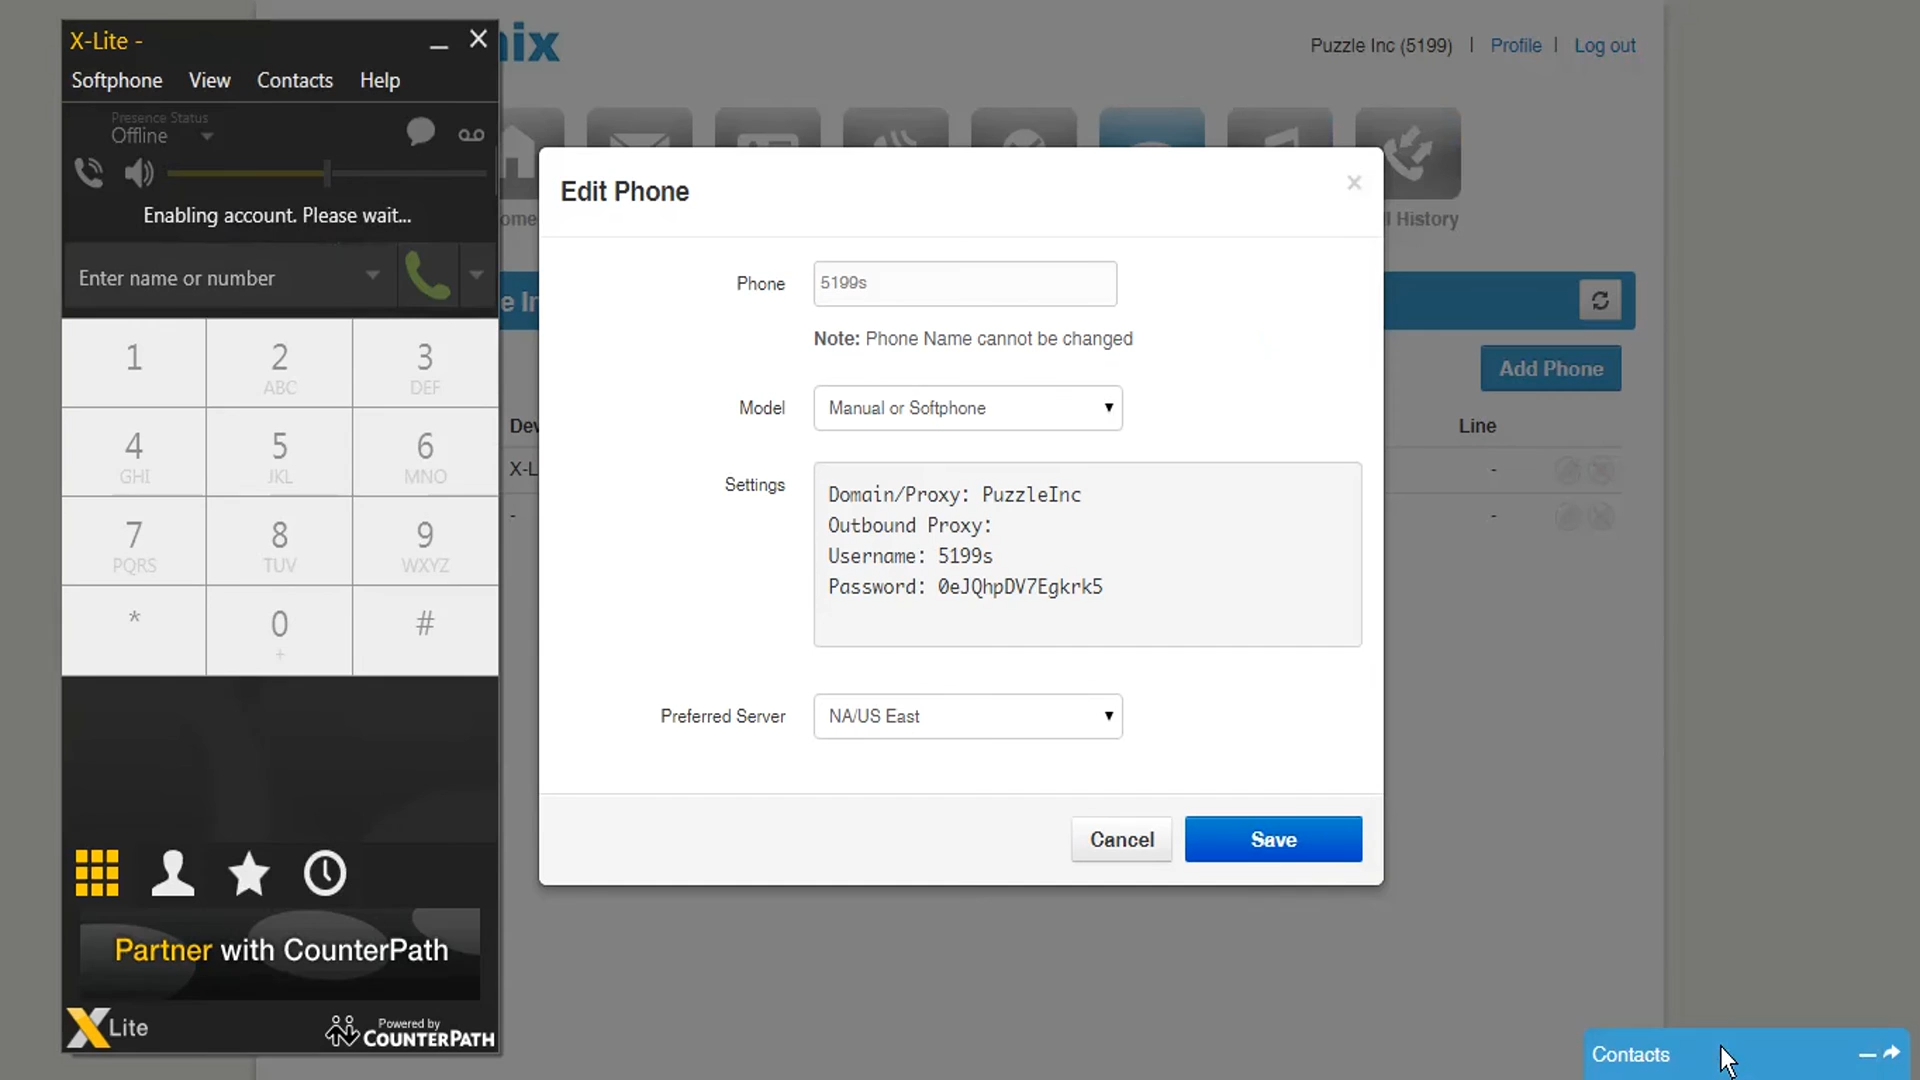 X-Lite -
Softphone View Contacts Help
Presence Status
Offline
Enabling account. Please wait...
Enter name or number
1
2
ABC
3
DEF
4
GHI
5
JKL
6
MNO
7
PQRS
8
TUV
9
WXYZ
*
0
+
#
Partner with CounterPath
X Lite
Powered by
COUNTERPATH
nix
Puzzle Inc (5199) | Profile | Log out
ome
l History
e In
Add Phone
Dev
Line
X-L
-
-
-
Edit Phone
×
Phone
5199s
Note: Phone Name cannot be changed
Model
Manual or Softphone
Settings
Domain/Proxy: PuzzleInc
Outbound Proxy:
Username: 5199s
Password: 0eJQhpDV7Egkrk5
Preferred Server
NA/US East
Cancel
Save
Contacts